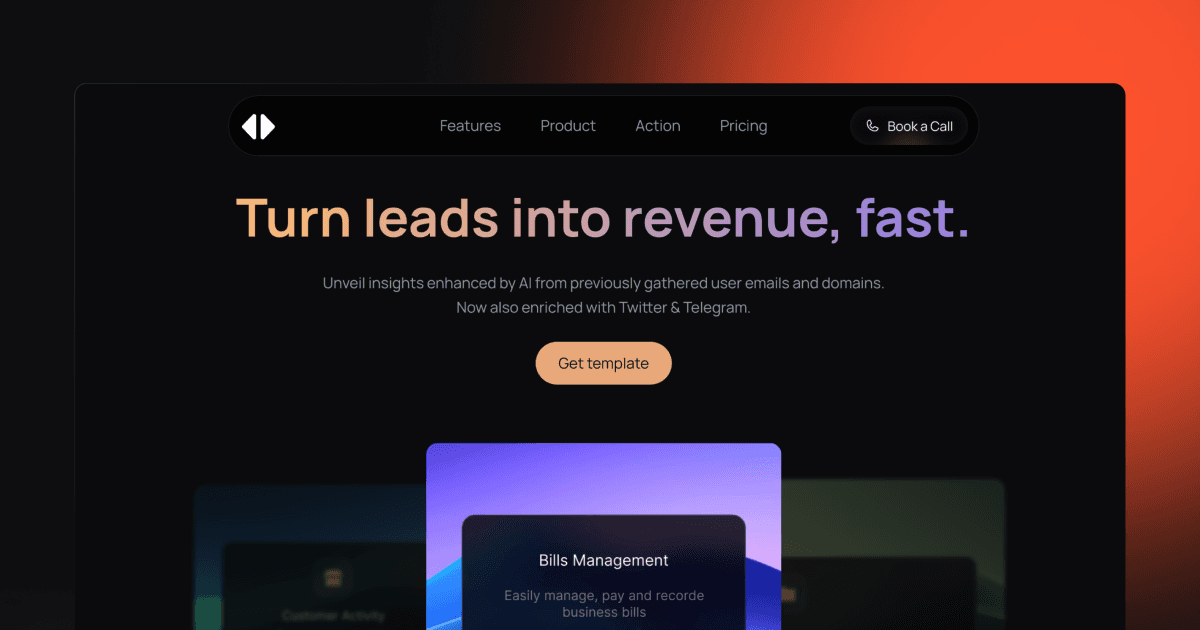 Features Product Action Pricing Book a Call
Turn leads into revenue, fast.
Unveil insights enhanced by AI from previously gathered user emails and domains.
Now also enriched with Twitter & Telegram.
Get template
Bills Management
Easily manage, pay and recorde
business bills
Customer Activity